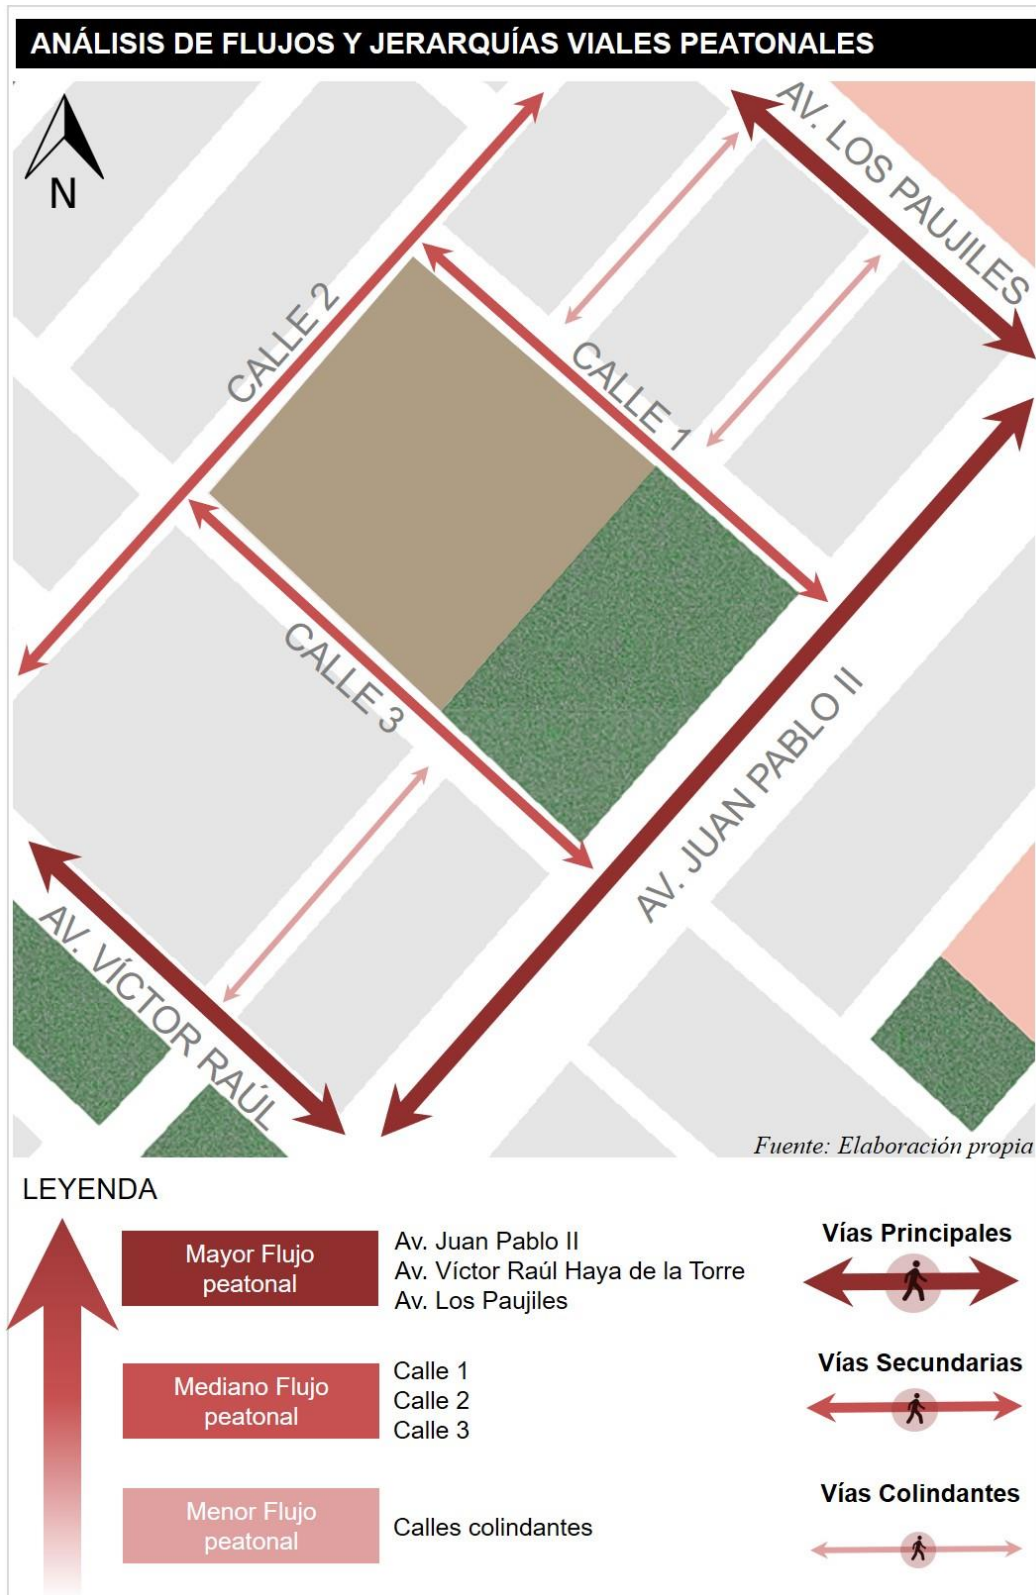 ANÁLISIS DE FLUJOS Y JERARQUÍAS VIALES PEATONALES
N
AV. LOS PAUJILES
CALLE 2
CALLE 1
CALLE 3
AV. JUAN PABLO II
AV. VÍCTOR RAÚL
Fuente: Elaboración propia
LEYENDA
Mayor Flujo
peatonal
Av. Juan Pablo II
Av. Víctor Raúl Haya de la Torre
Av. Los Paujiles
Vías Principales
Mediano Flujo
peatonal
Calle 1
Calle 2
Calle 3
Vías Secundarias
Menor Flujo
peatonal
Calles colindantes
Vías Colindantes